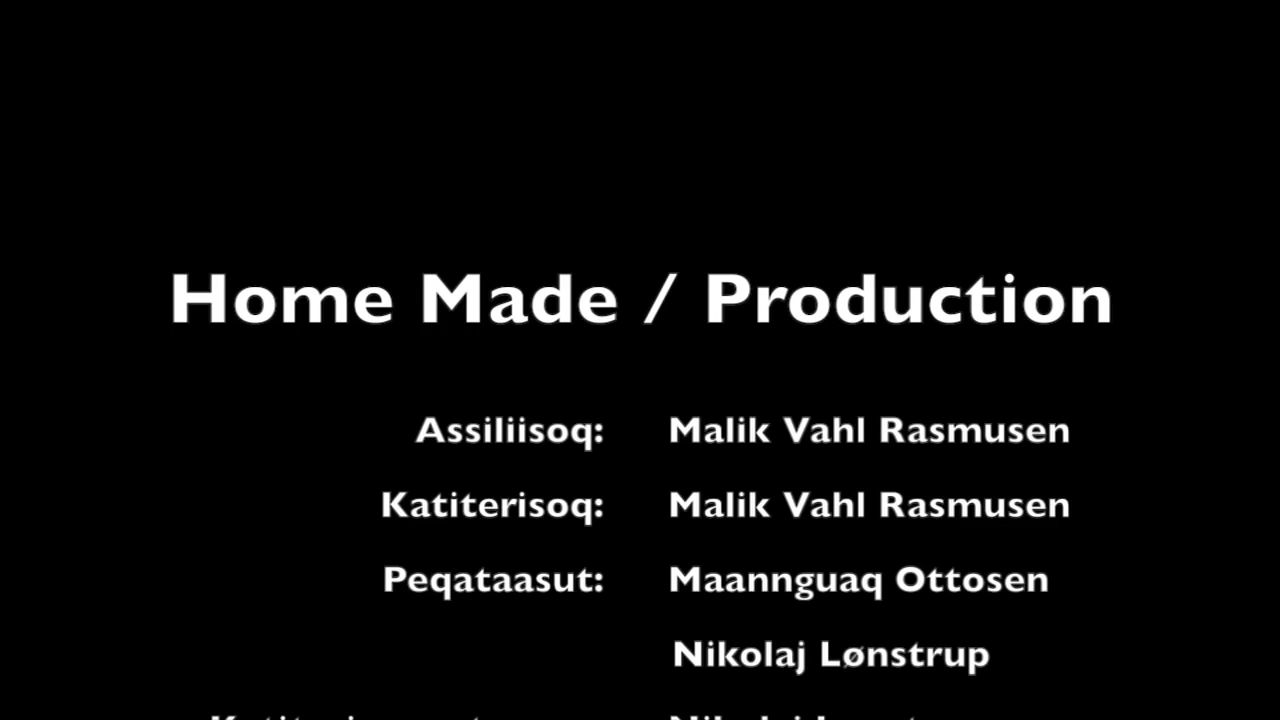 Home Made / Production
Assiliisoq: Malik Vahl Rasmusen
Katiterisoq: Malik Vahl Rasmusen
Peqataasut: Maannguaq Ottosen
Nikolaj Lønstrup